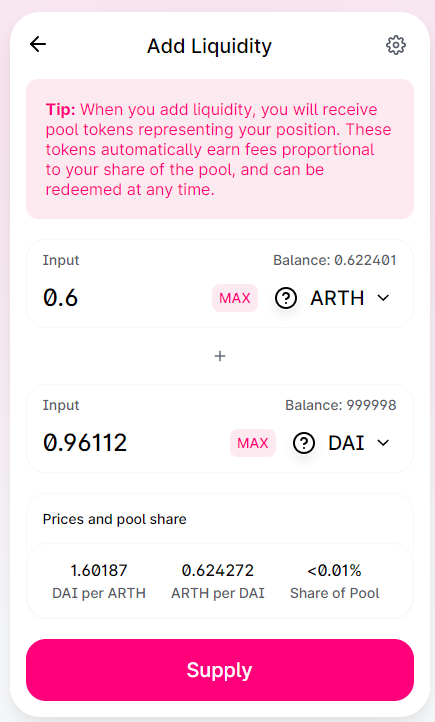 Add Liquidity
Tip: When you add liquidity, you will receive
pool tokens representing your position. These
tokens automatically earn fees proportional
to your share of the pool, and can be
redeemed at any time.
Input Balance: 0.622401
0.6 MAX ? ARTH
+
Input Balance: 999998
0.96112 MAX ? DAI
Prices and pool share
1.60187 0.624272 <0.01%
DAI per ARTH ARTH per DAI Share of Pool
Supply